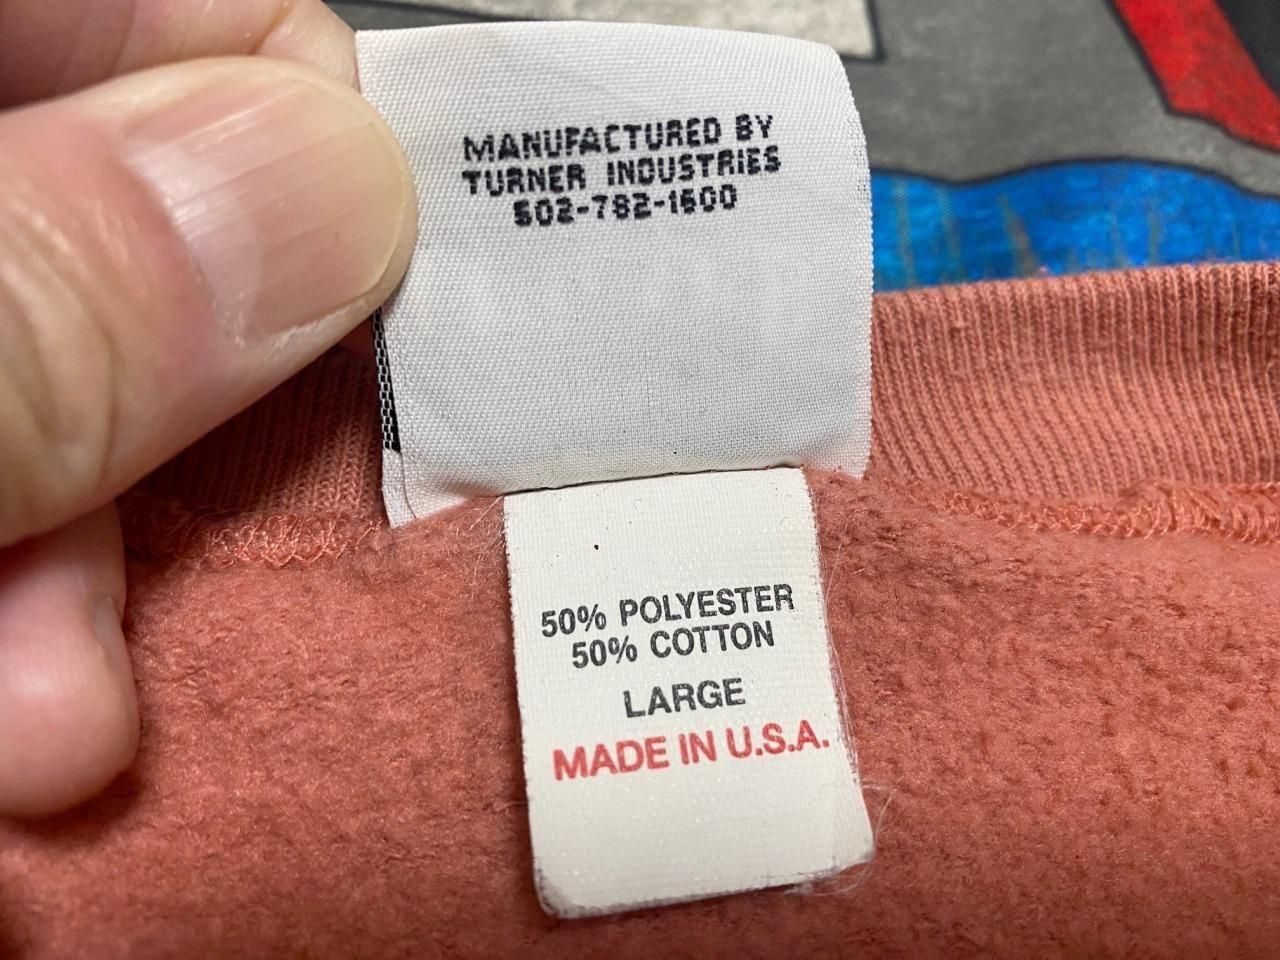 MANUFACTURED BY
TURNER INDUSTRIES
502-782-1600
50% POLYESTER
50% COTTON
LARGE
MADE IN U.S.A.